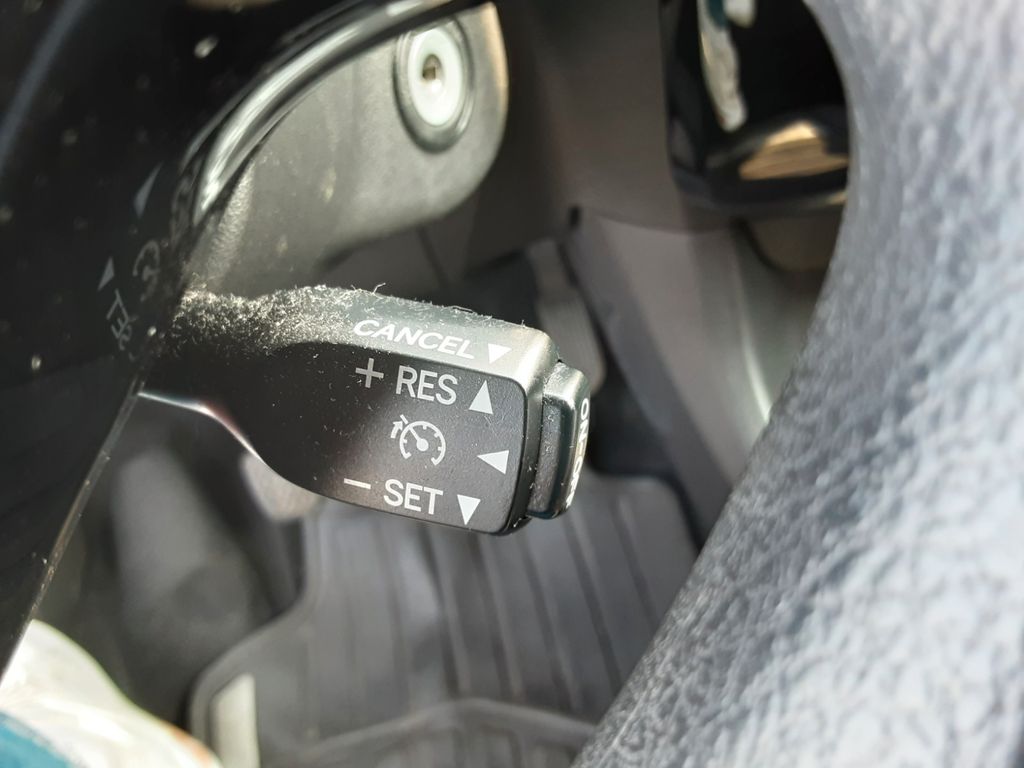 CANCEL ▼
+ RES ▲
◀
− SET ▼